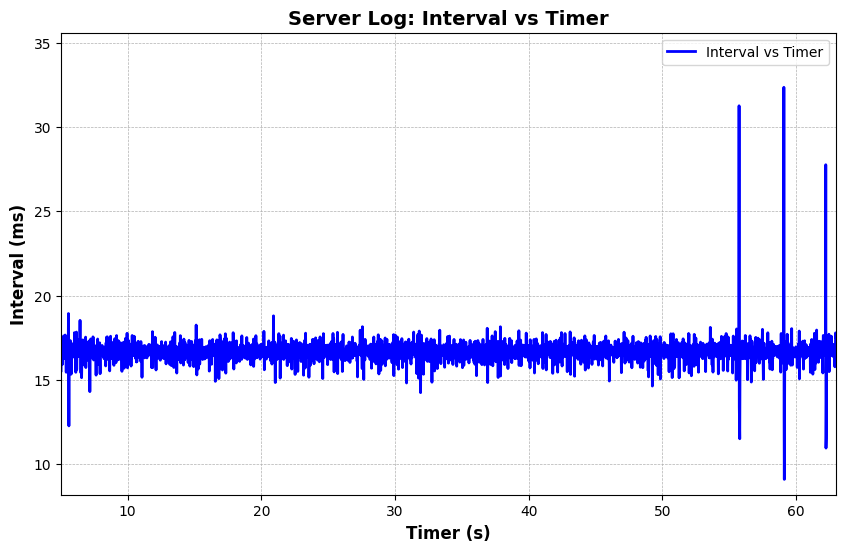 Server Log: Interval vs Timer
Interval vs Timer
Interval (ms)
35
30
25
20
15
10
10 20 30 40 50 60
Timer (s)